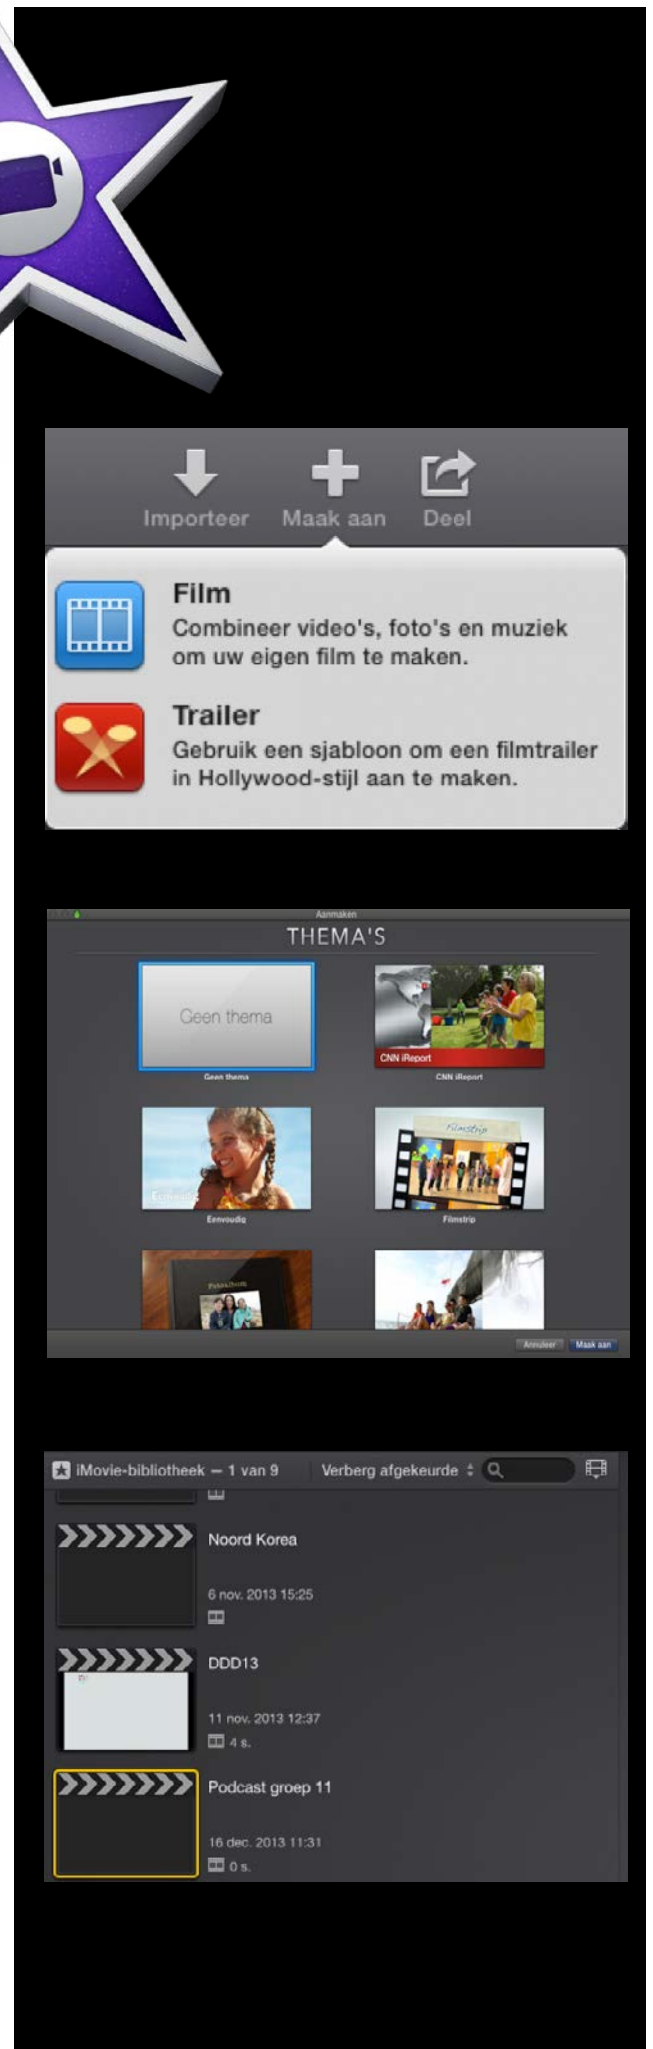 Importeer Maak aan Deel
Film
Combineer video's, foto's en muziek
om uw eigen film te maken.
Trailer
Gebruik een sjabloon om een filmtrailer
in Hollywood-stijl aan te maken.
Aanmaken
THEMA'S
Geen thema
CNN iReport
Geen thema CNN iReport
Eenvoudig
Filmstrip
Eenvoudig Filmstrip
Fotoalbum
Annuleer Maak aan
iMovie-bibliotheek — 1 van 9 Verberg afgekeurde
Noord Korea
6 nov. 2013 15:25
DDD13
11 nov. 2013 12:37
4 s.
Podcast groep 11
16 dec. 2013 11:31
0 s.